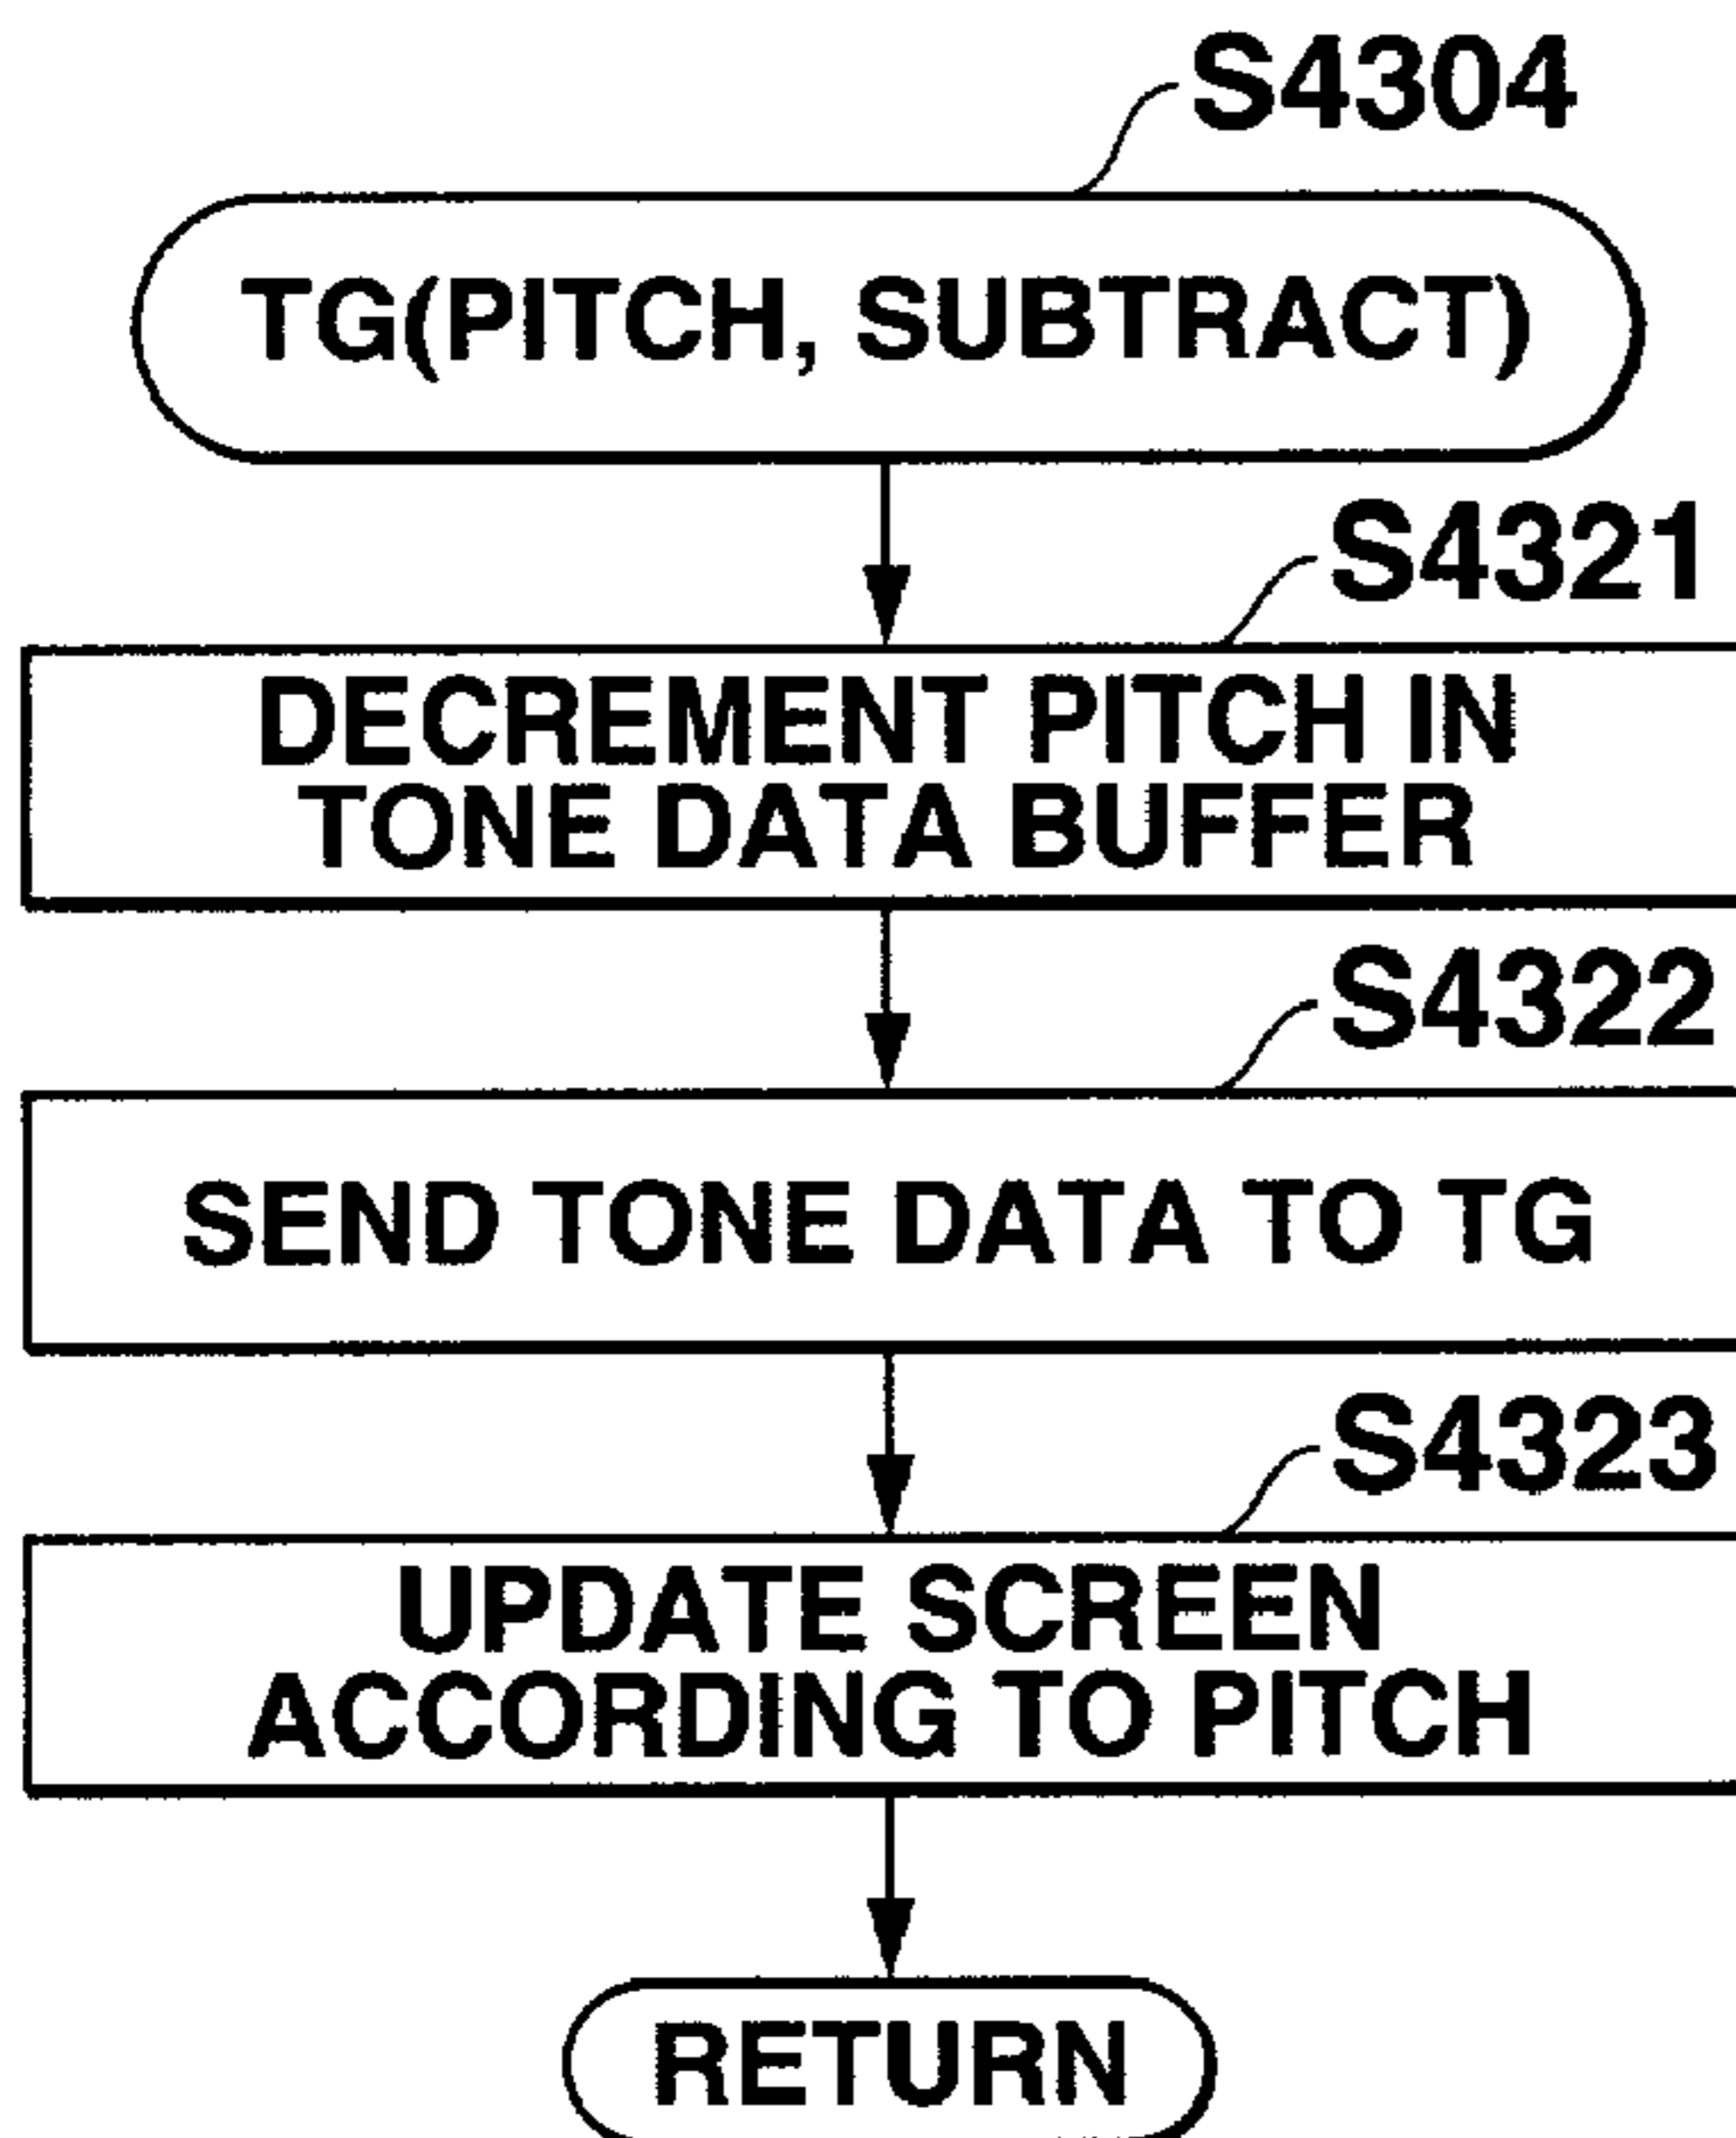 S4304
TG(PITCH, SUBTRACT)
S4321
DECREMENT PITCH IN
TONE DATA BUFFER
S4322
SEND TONE DATA TO TG
S4323
UPDATE SCREEN
ACCORDING TO PITCH
RETURN